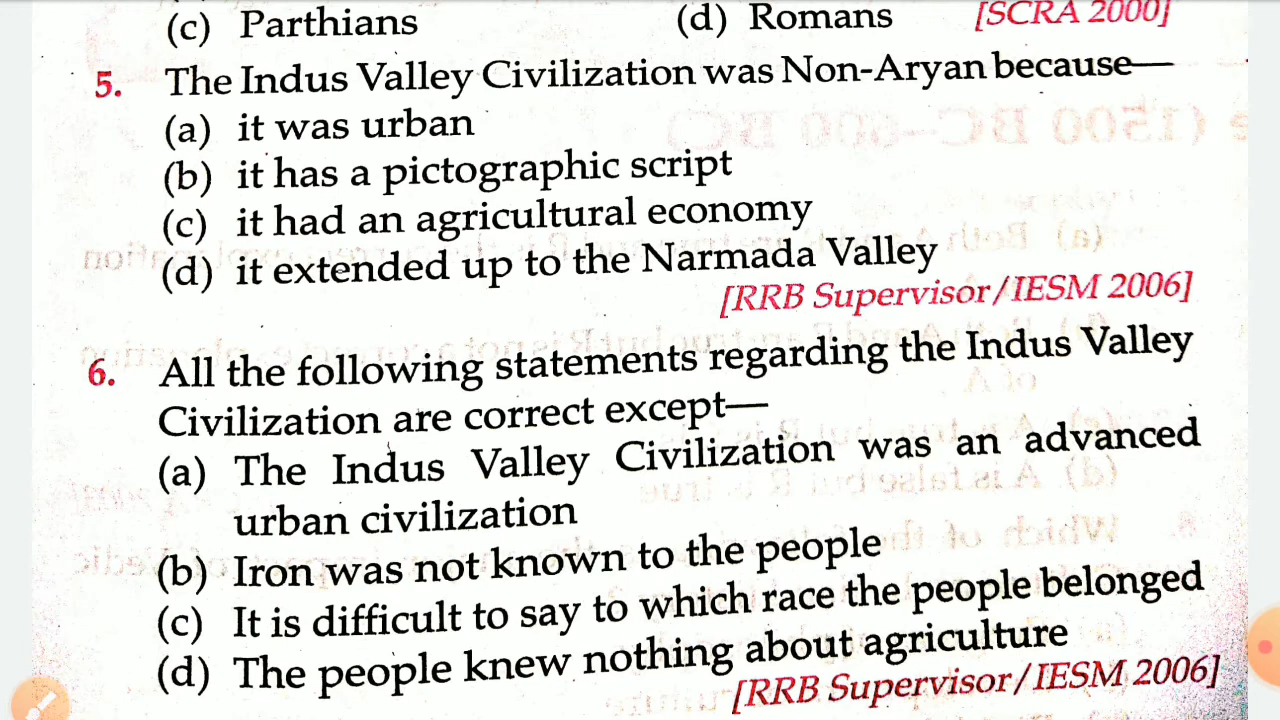 (c) Parthians (d) Romans [SCRA 2000]
5. The Indus Valley Civilization was Non-Aryan because—
(a) it was urban
(b) it has a pictographic script
(c) it had an agricultural economy
(d) it extended up to the Narmada Valley
[RRB Supervisor/IESM 2006]
6. All the following statements regarding the Indus Valley
Civilization are correct except—
(a) The Indus Valley Civilization was an advanced
urban civilization
(b) Iron was not known to the people
(c) It is difficult to say to which race the people belonged
(d) The people knew nothing about agriculture
[RRB Supervisor/IESM 2006]